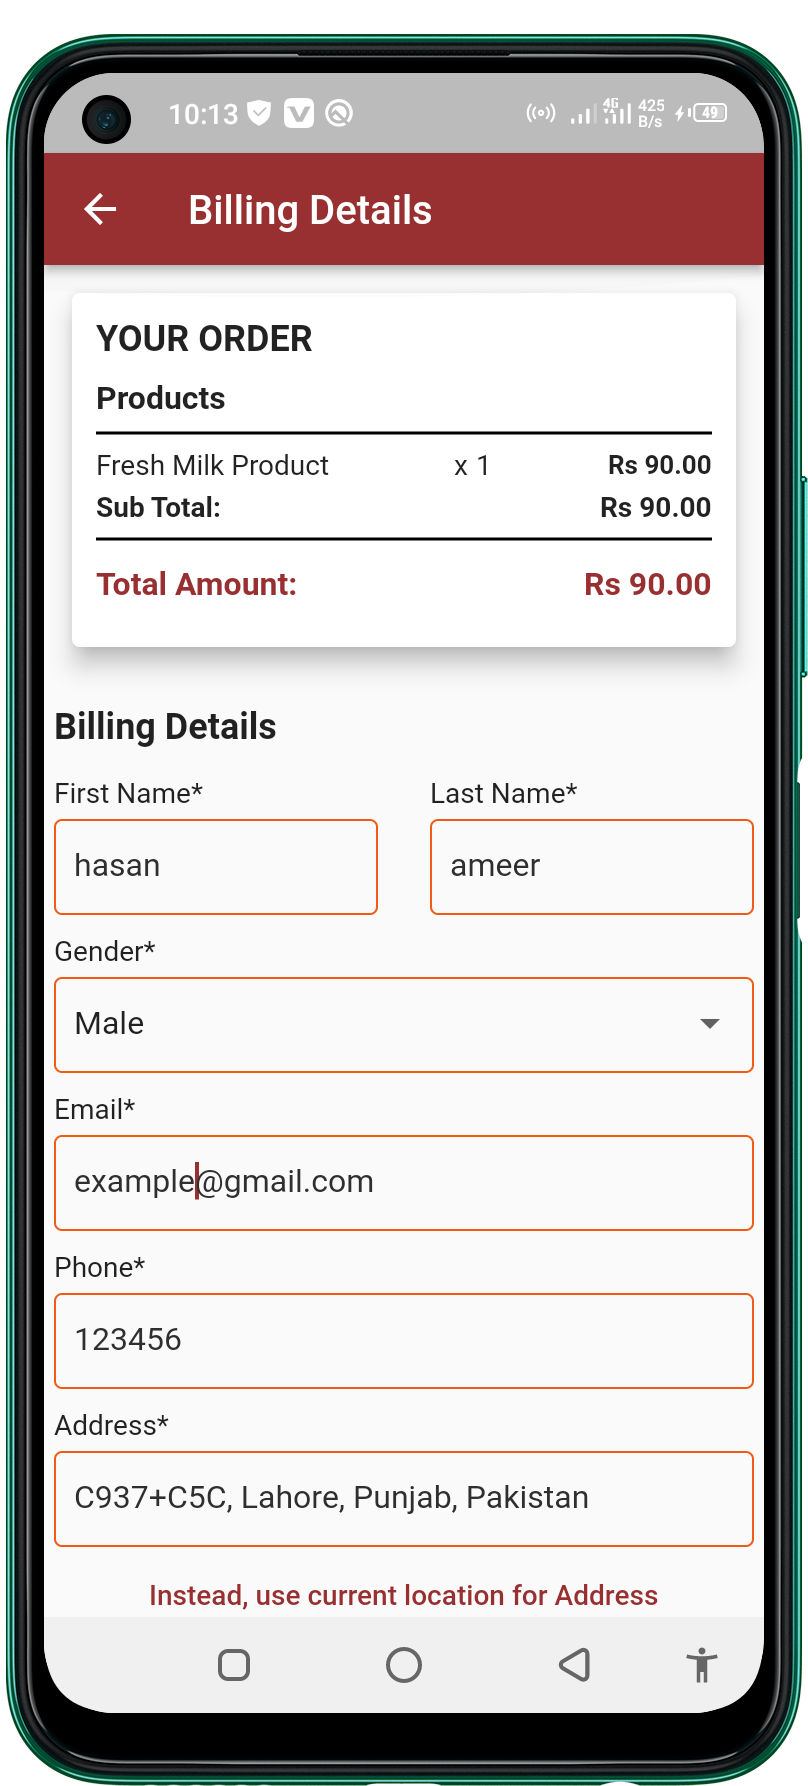 10:13 4G 425 B/s 49
Billing Details
YOUR ORDER
Products
Fresh Milk Product x 1 Rs 90.00
Sub Total: Rs 90.00
Total Amount: Rs 90.00
Billing Details
First Name* Last Name*
hasan ameer
Gender*
Male
Email*
example@gmail.com
Phone*
123456
Address*
C937+C5C, Lahore, Punjab, Pakistan
Instead, use current location for Address